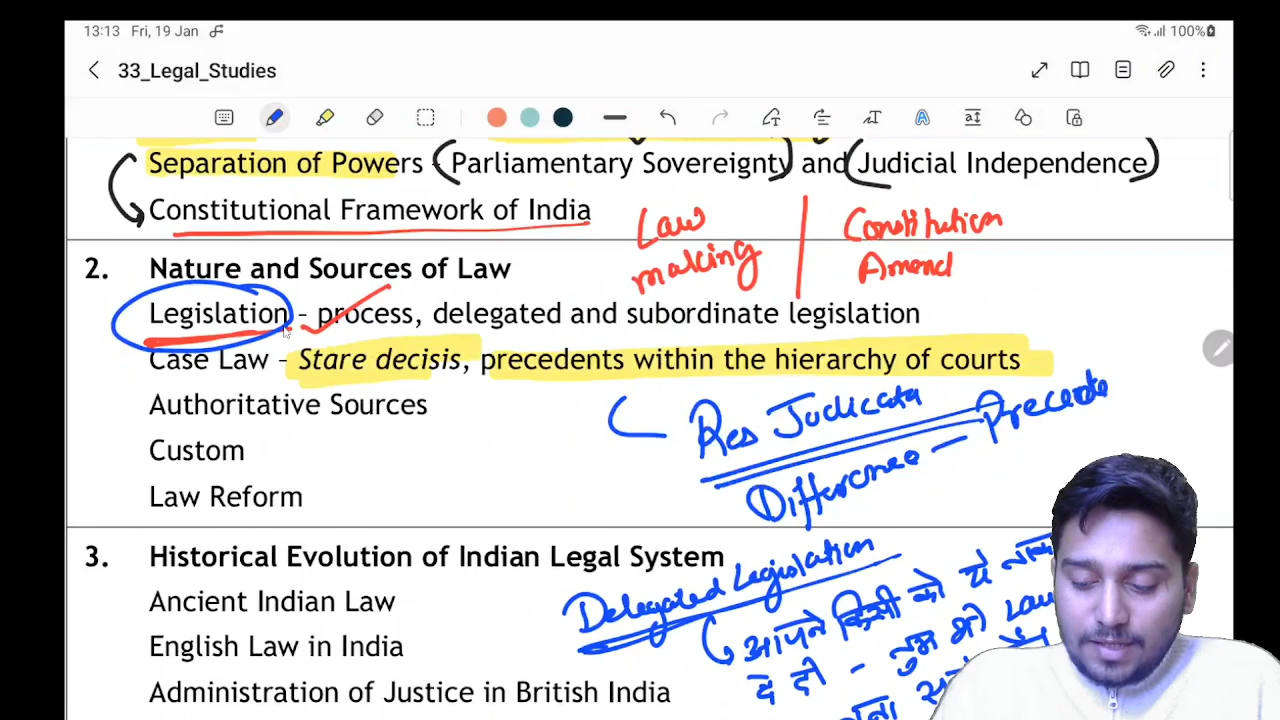 13:13 Fri, 19 Jan
100%
33_Legal_Studies
Separation of Powers - (Parliamentary Sovereignty) and (Judicial Independence)
Constitutional Framework of India
Law making | Constitution Amend
2. Nature and Sources of Law
Legislation - process, delegated and subordinate legislation
Case Law - Stare decisis, precedents within the hierarchy of courts
Authoritative Sources
Res Judicata
Custom
Difference -
Law Reform
3. Historical Evolution of Indian Legal System
Delegated Legislation
Ancient Indian Law
आपने किसी को ये
English Law in India
दे दी - तुम भी Law
Administration of Justice in British India